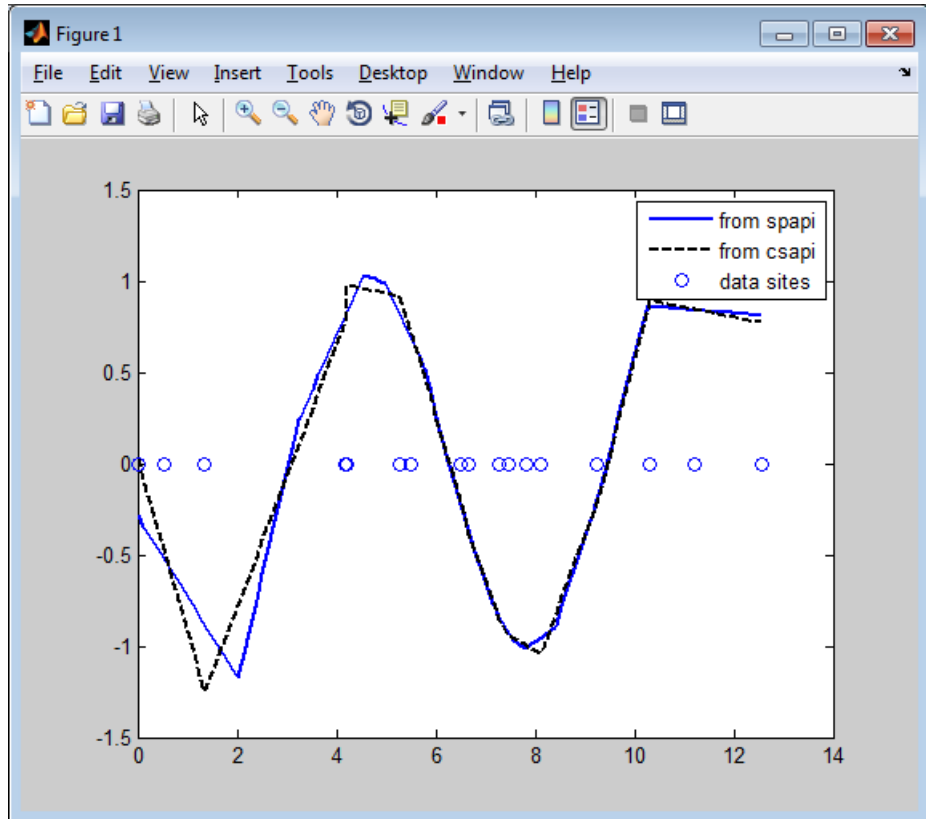 Figure 1
File Edit View Insert Tools Desktop Window Help
1.5
1
0.5
0
-0.5
-1
-1.5
0 2 4 6 8 10 12 14
from spapi
from csapi
data sites